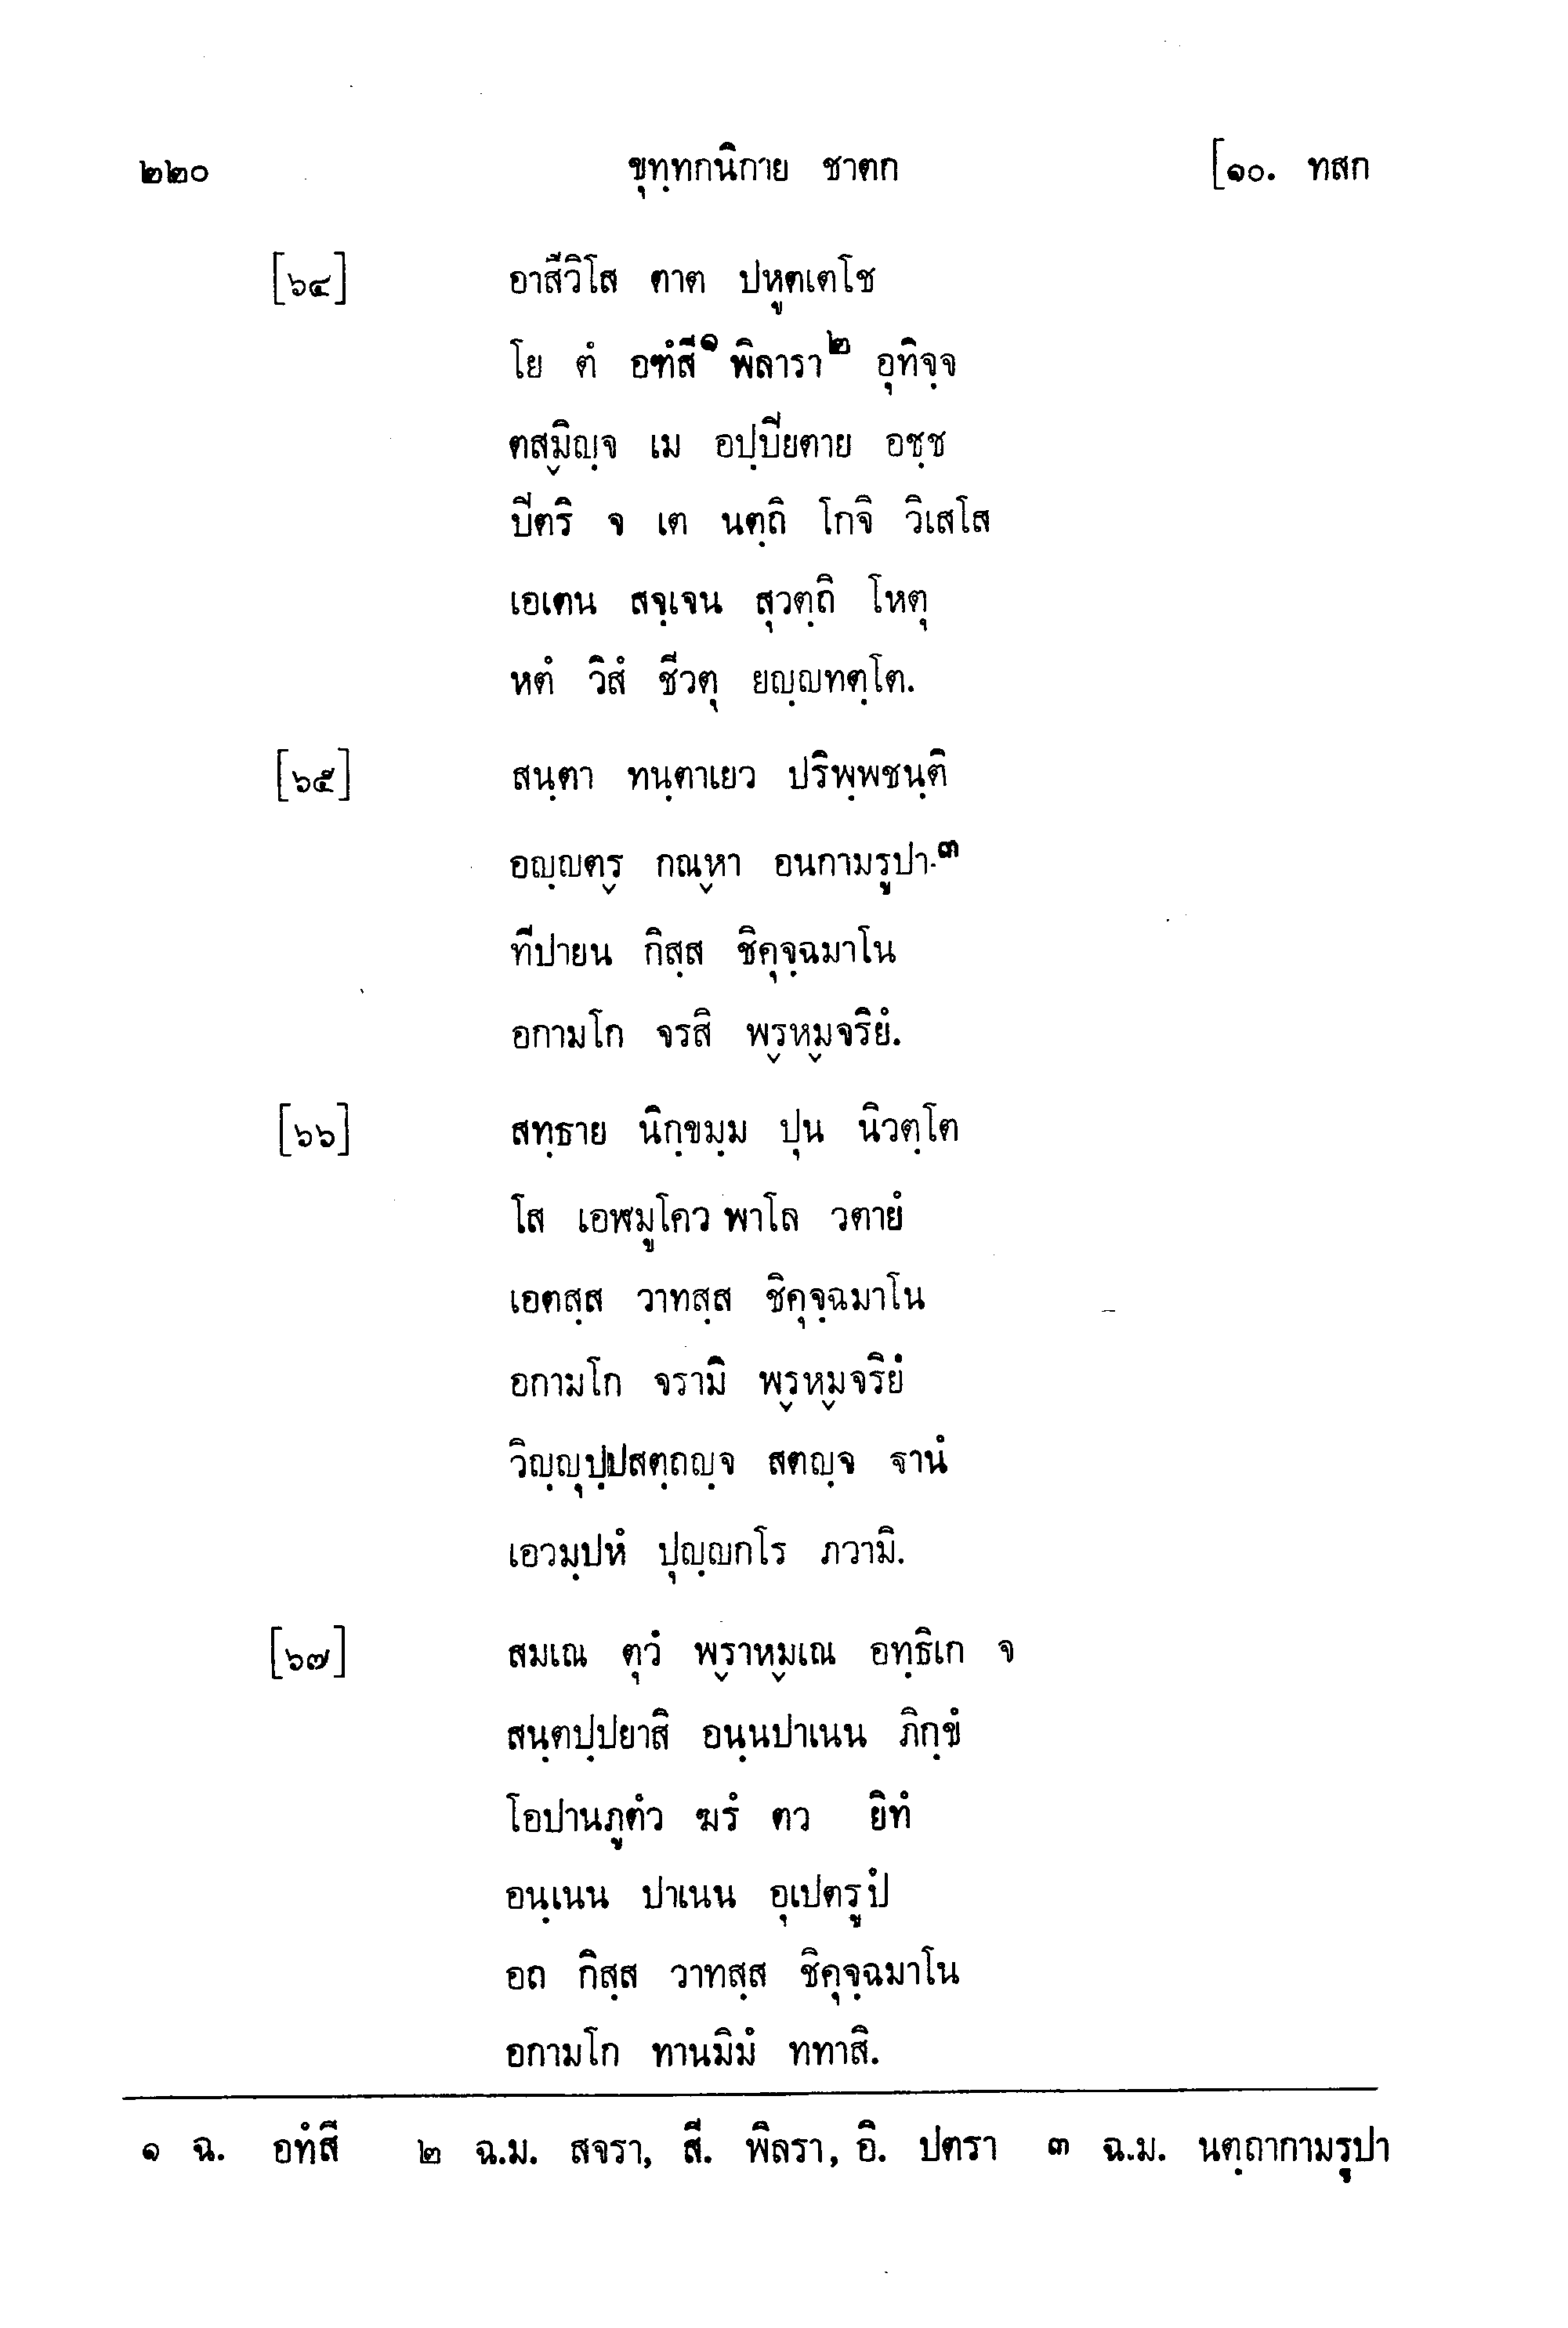 ๒๒๐ ขุทฺทกนิกาย ชาตก [๑๐. ทสก
[๖๔] อาสีวิโส ตาต ปหูตเตโช
โย ตํ อฑํสี๑ พิลารา๒ อุทิจฺจ
ตสฺมิญฺจ เม อปฺปิยตาย อชฺช
ปีตริ จ เต นตฺถิ โกจิ วิเสโส
เอเตน สจฺเจน สุวตฺถิ โหตุ
หตํ วิสํ ชีวตุ ยญฺญทตฺโต.
[๖๕] สนฺตา ทนฺตาเยว ปริพฺพชนฺติ
อญฺญตฺร กณฺหา อนกามรูปา.๓
ทีปายน กิสฺส ชิคุจฺฉมาโน
อกามโก จรสิ พฺรหฺมจริยํ.
[๖๖] สทฺธาย นิกฺขมฺม ปุน นิวตฺโต
โส เอฬมูโคว พาโล วตายํ
เอตสฺส วาทสฺส ชิคุจฺฉมาโน
อกามโก จรามิ พฺรหฺมจริยํ
วิญฺญุปฺปสตฺถญฺจ สตญฺจ ฐานํ
เอวมฺปหํ ปุญฺญกโร ภวามิ.
[๖๗] สมเณ ตุวํ พฺราหฺมเณ อทฺธิเก จ
สนฺตปฺปยาสิ อนฺนปาเนน ภิกฺขํ
โอปานภูตํว ฆรํ ตว ยิทํ
อนฺเนน ปาเนน อุเปตรูปํ
อถ กิสฺส วาทสฺส ชิคุจฺฉมาโน
อกามโก ทานมิมํ ททาสิ.
๑ ฉ. อทํสี ๒ ฉ.ม. สจรา, สี. พิลรา, อิ. ปตรา ๓ ฉ.ม. นตฺถากามรูปา